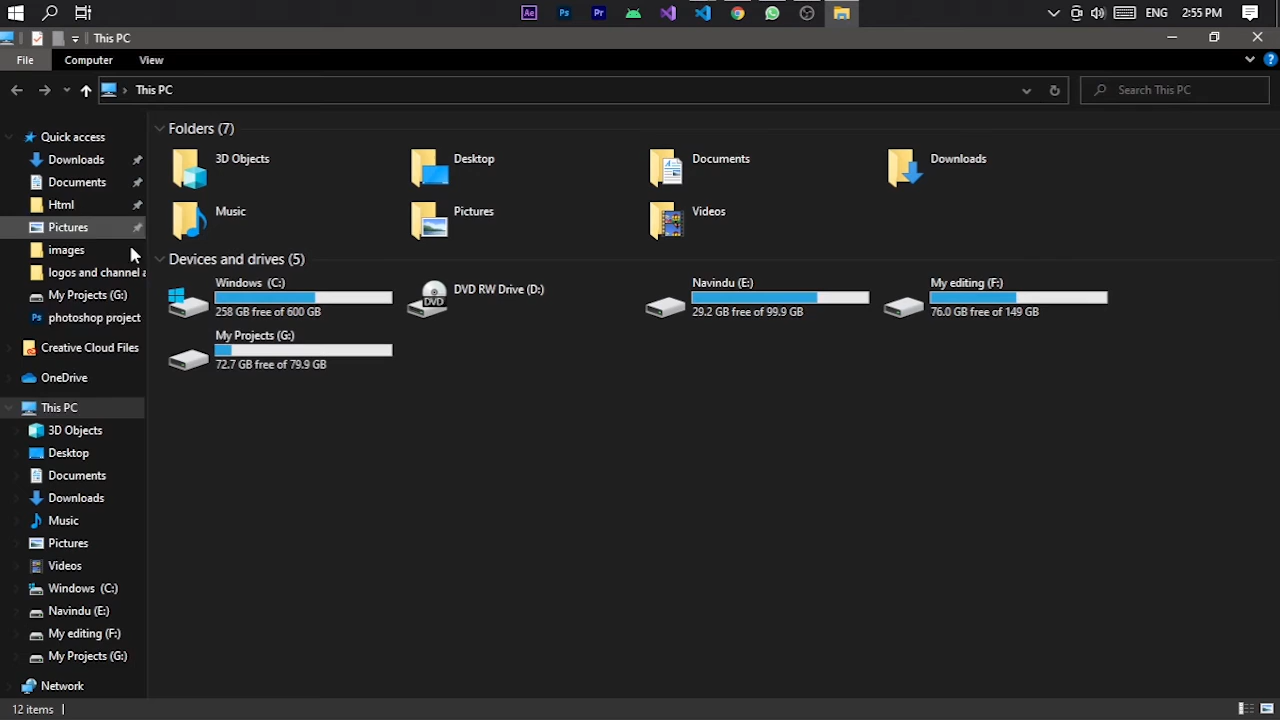 Ae
Ps
Pr
ENG
2:55 PM
This PC
File
Computer
View
This PC
Search This PC
Quick access
Downloads
Documents
Html
Pictures
images
logos and channel a
My Projects (G:)
Ps
photoshop project
Creative Cloud Files
OneDrive
This PC
3D Objects
Desktop
Documents
Downloads
Music
Pictures
Videos
Windows (C:)
Navindu (E:)
My editing (F:)
My Projects (G:)
Network
Folders (7)
3D Objects
Desktop
Documents
Downloads
Music
Pictures
Videos
Devices and drives (5)
Windows (C:)
258 GB free of 600 GB
DVD
DVD RW Drive (D:)
Navindu (E:)
29.2 GB free of 99.9 GB
My editing (F:)
76.0 GB free of 149 GB
My Projects (G:)
72.7 GB free of 79.9 GB
12 items